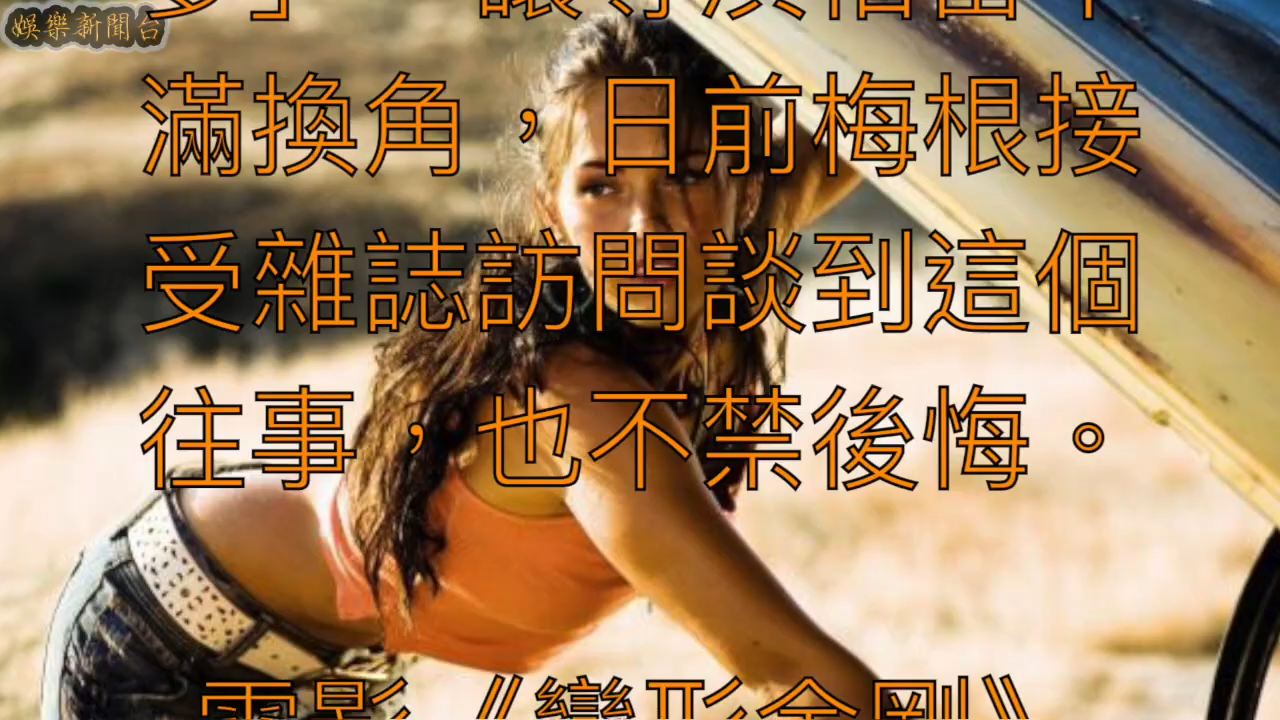 娛樂新聞台
滿換角，日前梅根接
受雜誌訪問談到這個
往事，也不禁後悔。
電影《變形金剛》